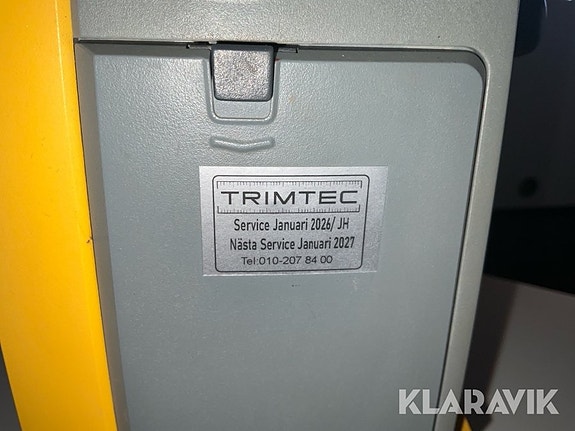 TRIMTEC
Service Januari 2026/ JH
Nästa Service Januari 2027
Tel:010-207 84 00
KLARAVIK